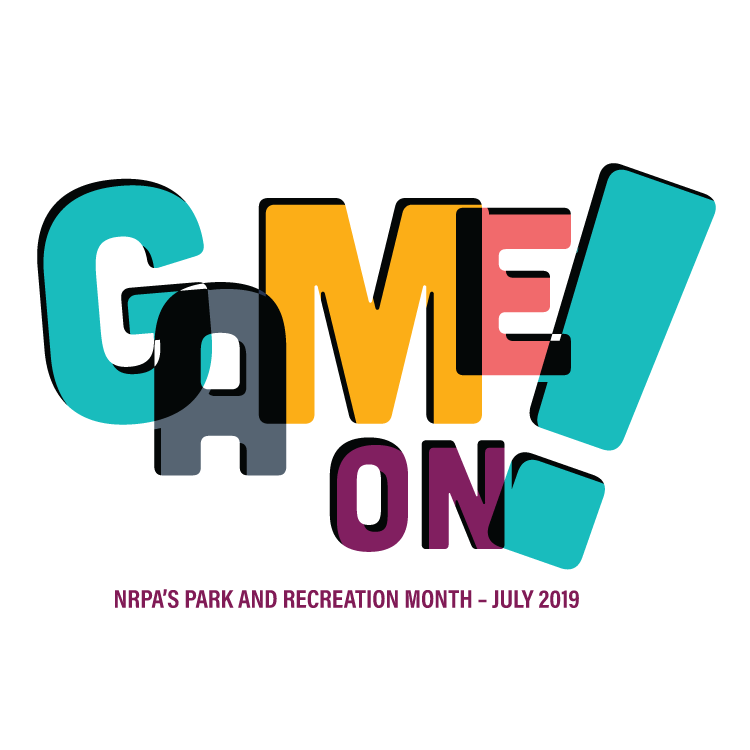 GAME
ON!
NRPA'S PARK AND RECREATION MONTH – JULY 2019